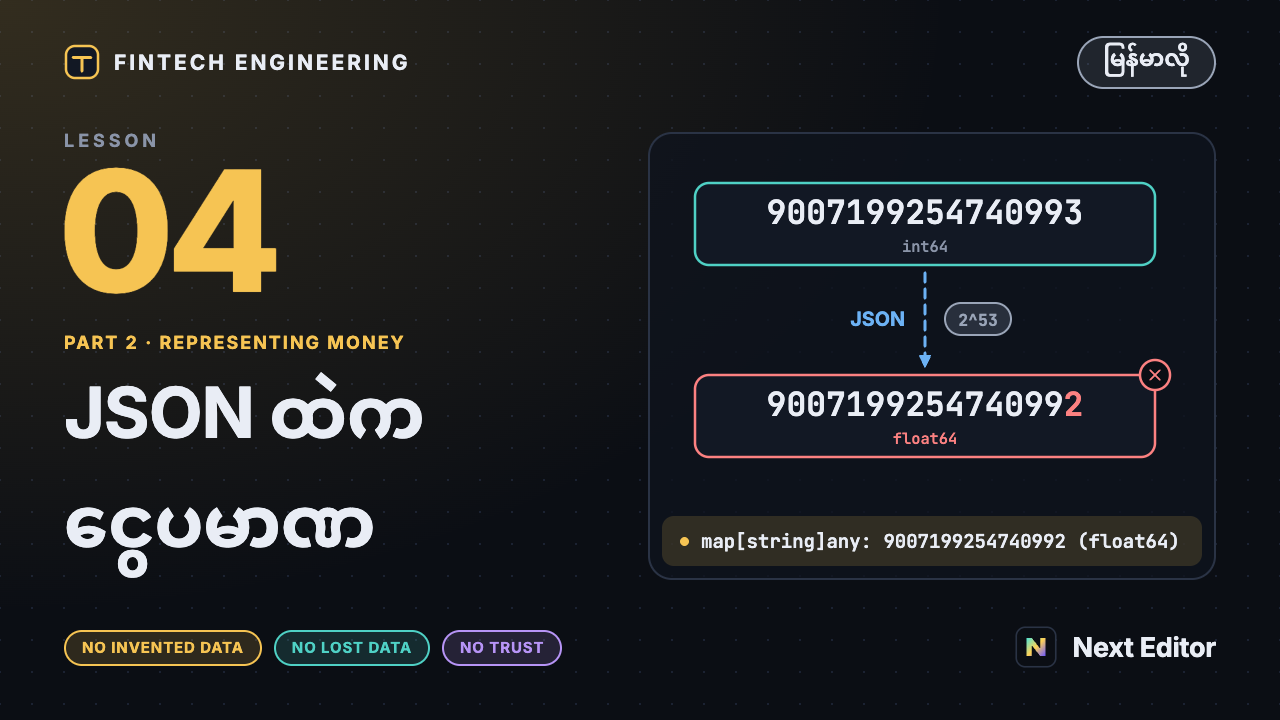 FINTECH ENGINEERING
မြန်မာလို
LESSON
04
PART 2 · REPRESENTING MONEY
JSON ထဲက
ငွေပမာဏ
9007199254740993
int64
JSON
2^53
9007199254740992
float64
map[string]any: 9007199254740992 (float64)
NO INVENTED DATA
NO LOST DATA
NO TRUST
N
Next Editor